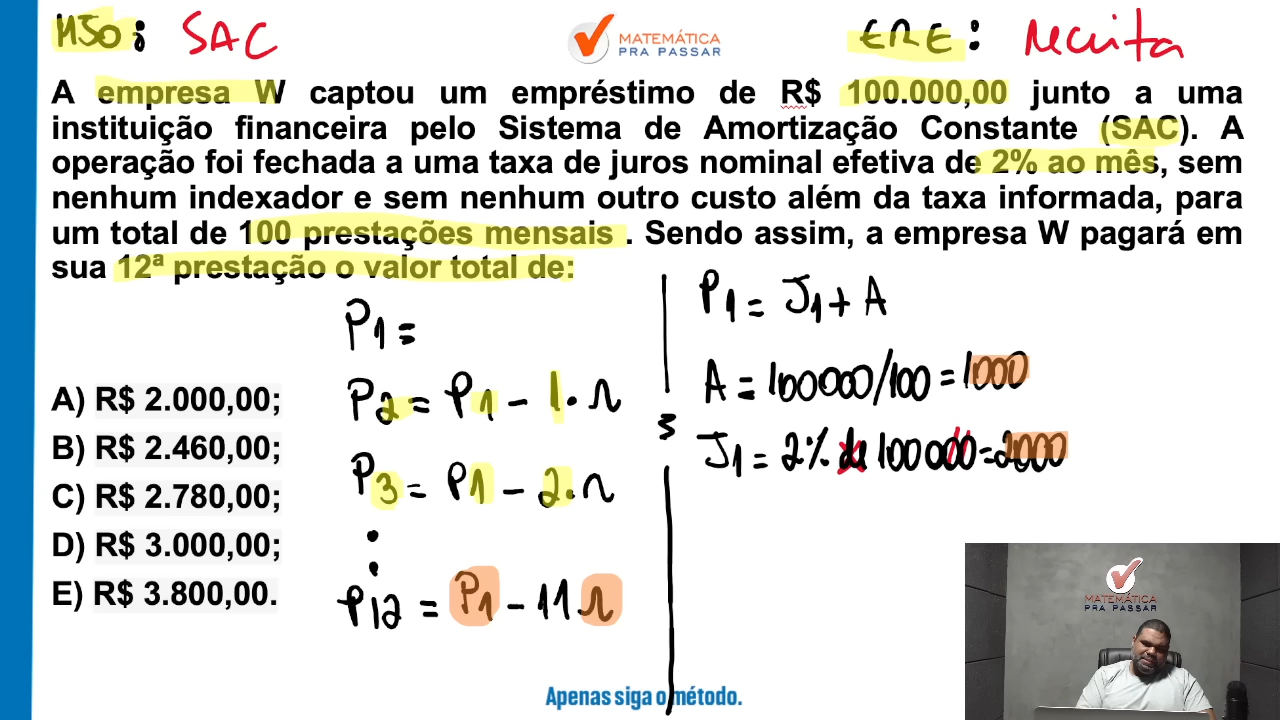 MJo: SAC
MATEMÁTICA
PRA PASSAR
ERE: Receita
A empresa W captou um empréstimo de R$ 100.000,00 junto a uma
instituição financeira pelo Sistema de Amortização Constante (SAC). A
operação foi fechada a uma taxa de juros nominal efetiva de 2% ao mês, sem
nenhum indexador e sem nenhum outro custo além da taxa informada, para
um total de 100 prestações mensais . Sendo assim, a empresa W pagará em
sua 12ª prestação o valor total de:
A) R$ 2.000,00;
B) R$ 2.460,00;
C) R$ 2.780,00;
D) R$ 3.000,00;
E) R$ 3.800,00.
P1 =
P2 = P1 - 1.r
P3 = P1 - 2.r
:
P12 = P1 - 11r
P1 = J1 + A
A = 100000/100 = 1000
J1 = 2% de 100000 = 2000
MATEMÁTICA
PRA PASSAR
Apenas siga o método.